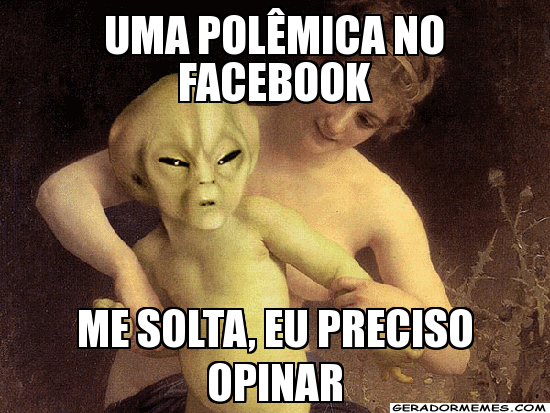 UMA POLÊMICA NO
FACEBOOK
ME SOLTA, EU PRECISO
OPINAR
GERADORMEMES.COM